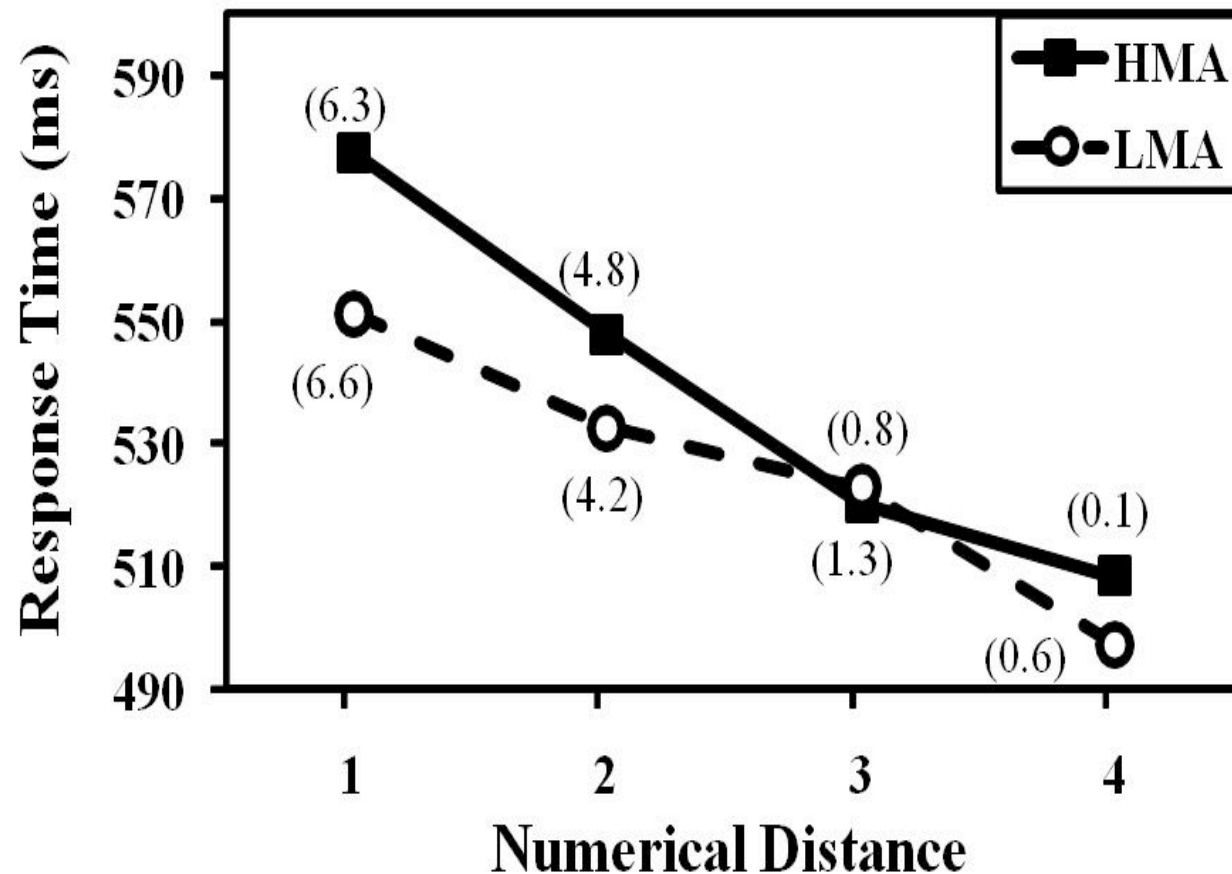 Response Time (ms)
590
570
550
530
510
490
HMA
LMA
(6.3)
(4.8)
(6.6)
(4.2)
(0.8)
(1.3)
(0.1)
(0.6)
1 2 3 4
Numerical Distance